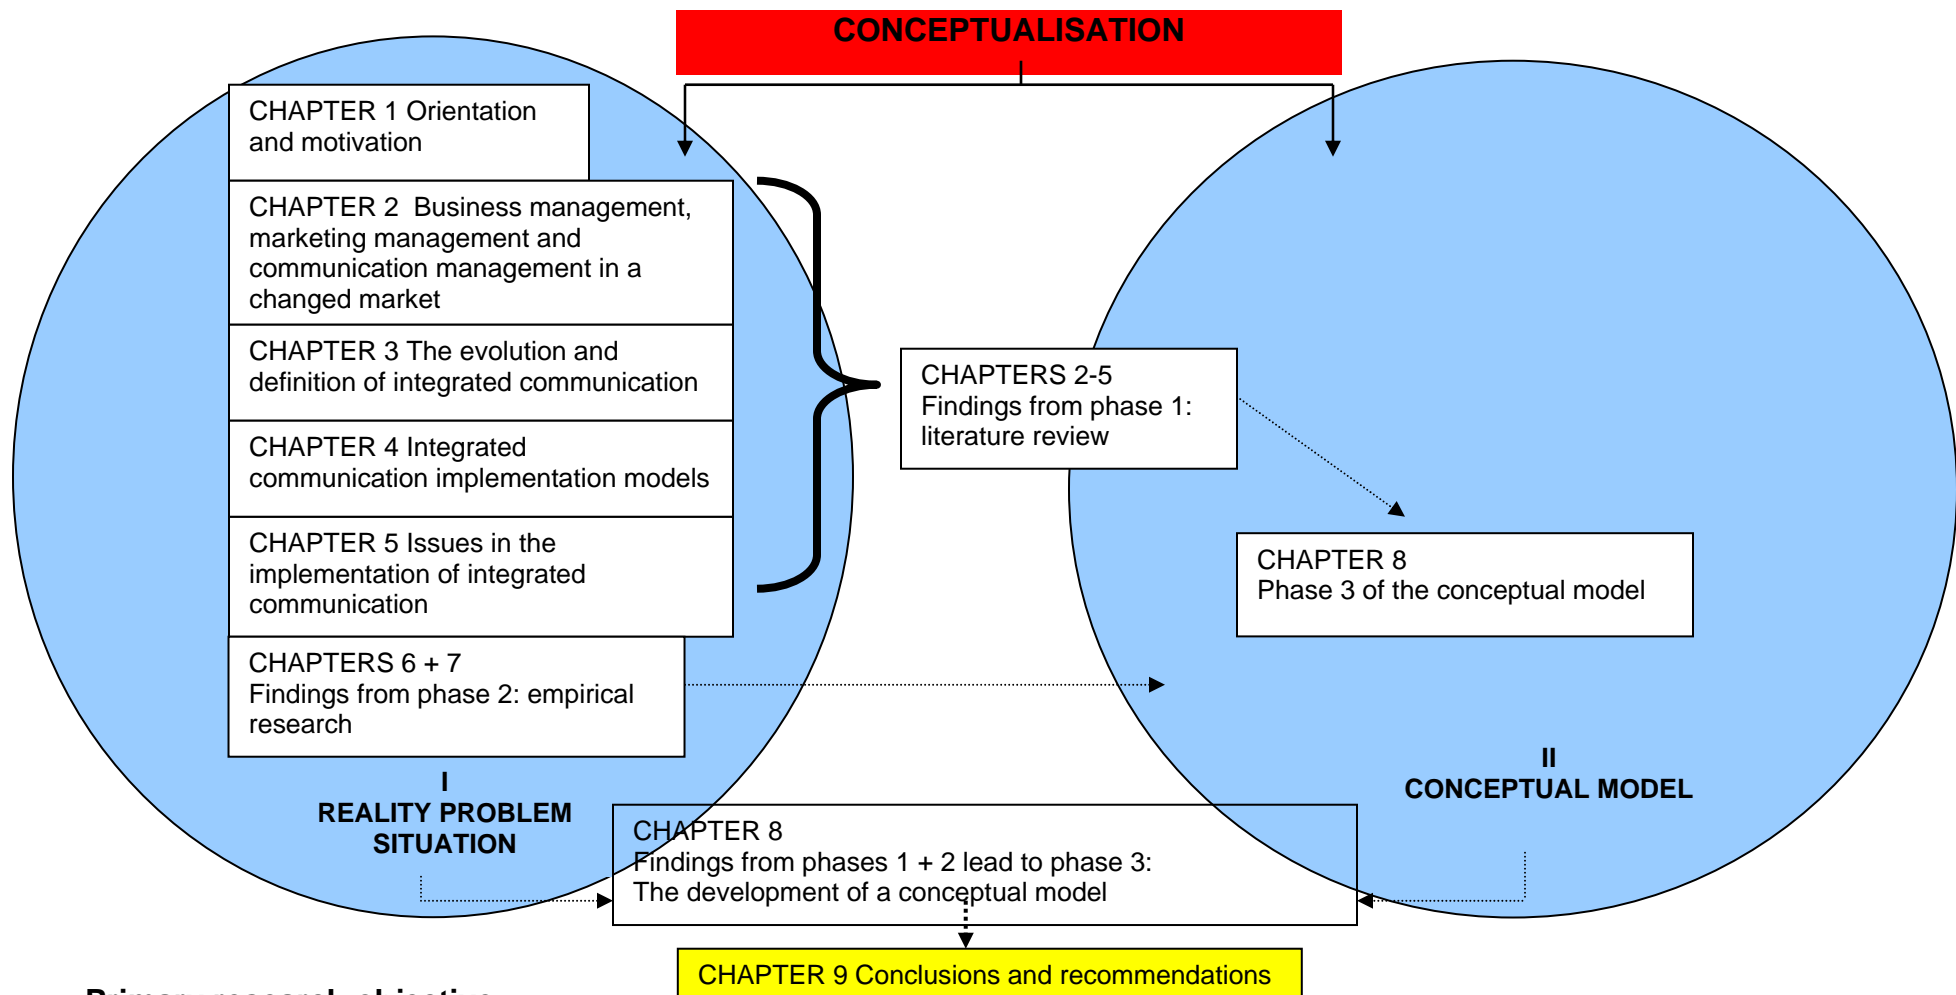 CONCEPTUALISATION
CHAPTER 1 Orientation
and motivation
CHAPTER 2  Business management,
marketing management and
communication management in a
changed market
CHAPTER 3 The evolution and
definition of integrated communication
CHAPTER 4 Integrated
communication implementation models
CHAPTER 5 Issues in the
implementation of integrated
communication
CHAPTERS 6 + 7
Findings from phase 2: empirical
research
I
REALITY PROBLEM
SITUATION
CHAPTERS 2-5
Findings from phase 1:
literature review
CHAPTER 8
Phase 3 of the conceptual model
II
CONCEPTUAL MODEL
CHAPTER 8
Findings from phases 1 + 2 lead to phase 3:
The development of a conceptual model
CHAPTER 9 Conclusions and recommendations
Primary research objective